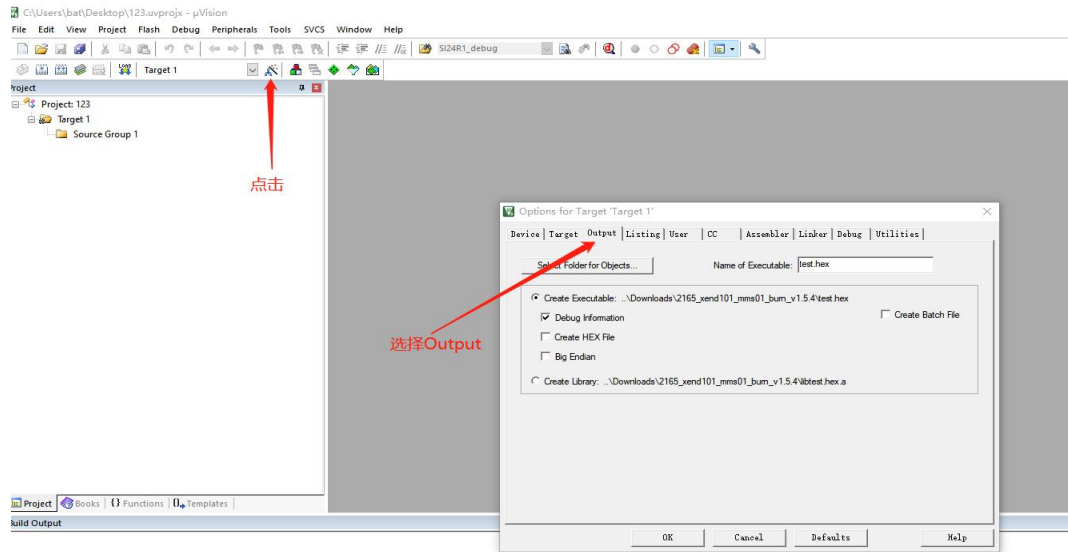 C:\Users\bat\Desktop\123.uvprojx - µVision
File Edit View Project Flash Debug Peripherals Tools SVCS Window Help
SI24R1_debug
Target 1
Project
Project: 123
Target 1
Source Group 1
点击
Options for Target 'Target 1'
Device Target Output Listing User CC Assembler Linker Debug Utilities
Select Folder for Objects... Name of Executable: test.hex
Create Executable: ..\Downloads\2165_xend101_mms01_burn_v1.5.4\test.hex
Debug Information Create Batch File
Create HEX File
选择Output
Big Endian
Create Library: ..\Downloads\2165_xend101_mms01_burn_v1.5.4\libtest.hex.a
Project Books {} Functions Templates
Build Output
OK Cancel Defaults Help